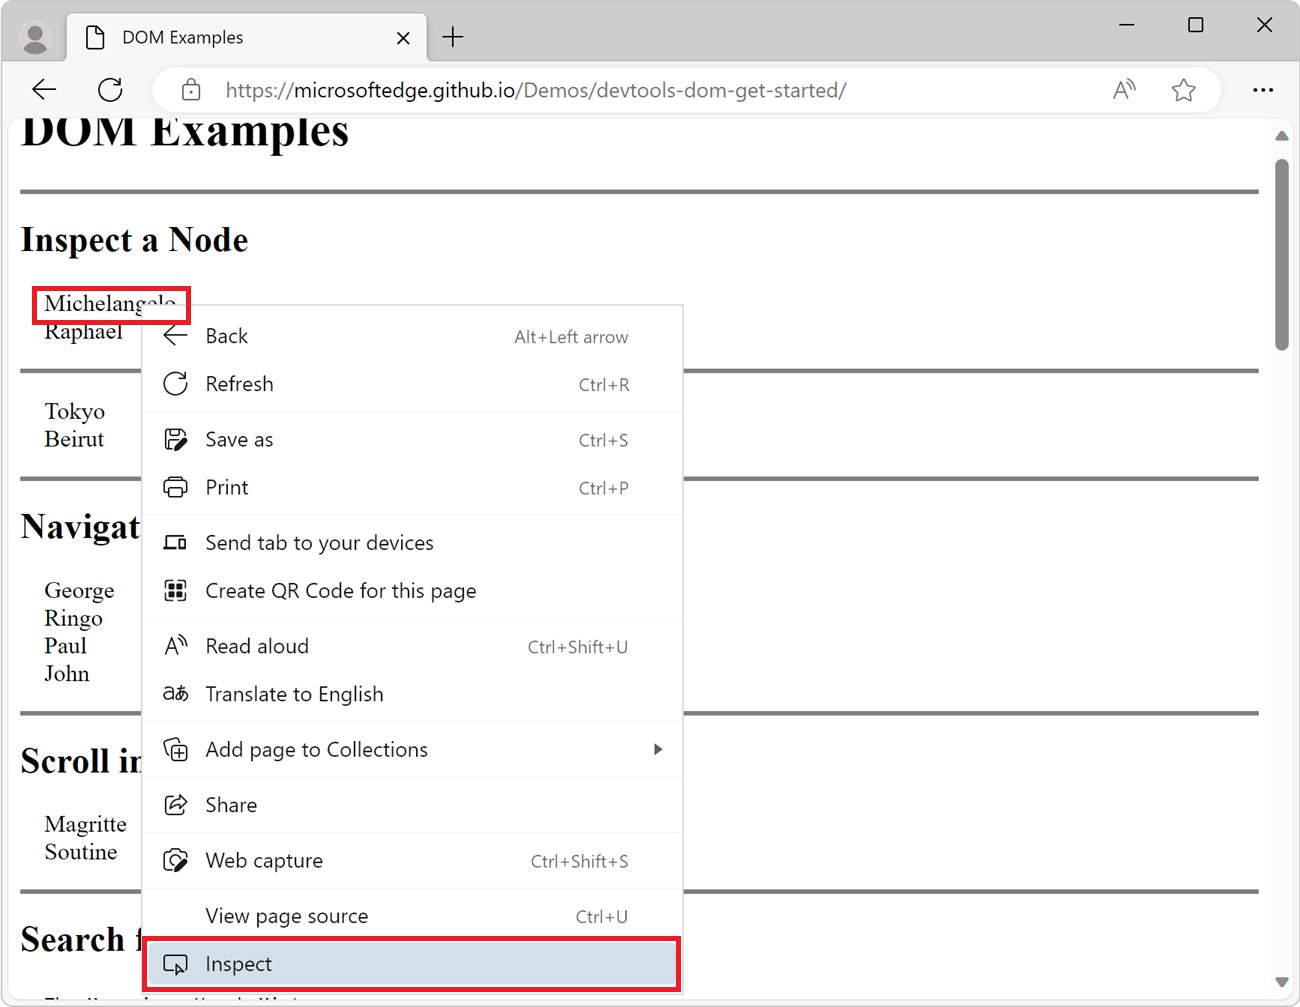 DOM Examples
https://microsoftedge.github.io/Demos/devtools-dom-get-started/
DOM Examples
Inspect a Node
Michelangelo
Raphael
Tokyo
Beirut
Navigat
George
Ringo
Paul
John
Scroll in
Magritte
Soutine
Search f
Back Alt+Left arrow
Refresh Ctrl+R
Save as Ctrl+S
Print Ctrl+P
Send tab to your devices
Create QR Code for this page
Read aloud Ctrl+Shift+U
Translate to English
Add page to Collections
Share
Web capture Ctrl+Shift+S
View page source Ctrl+U
Inspect